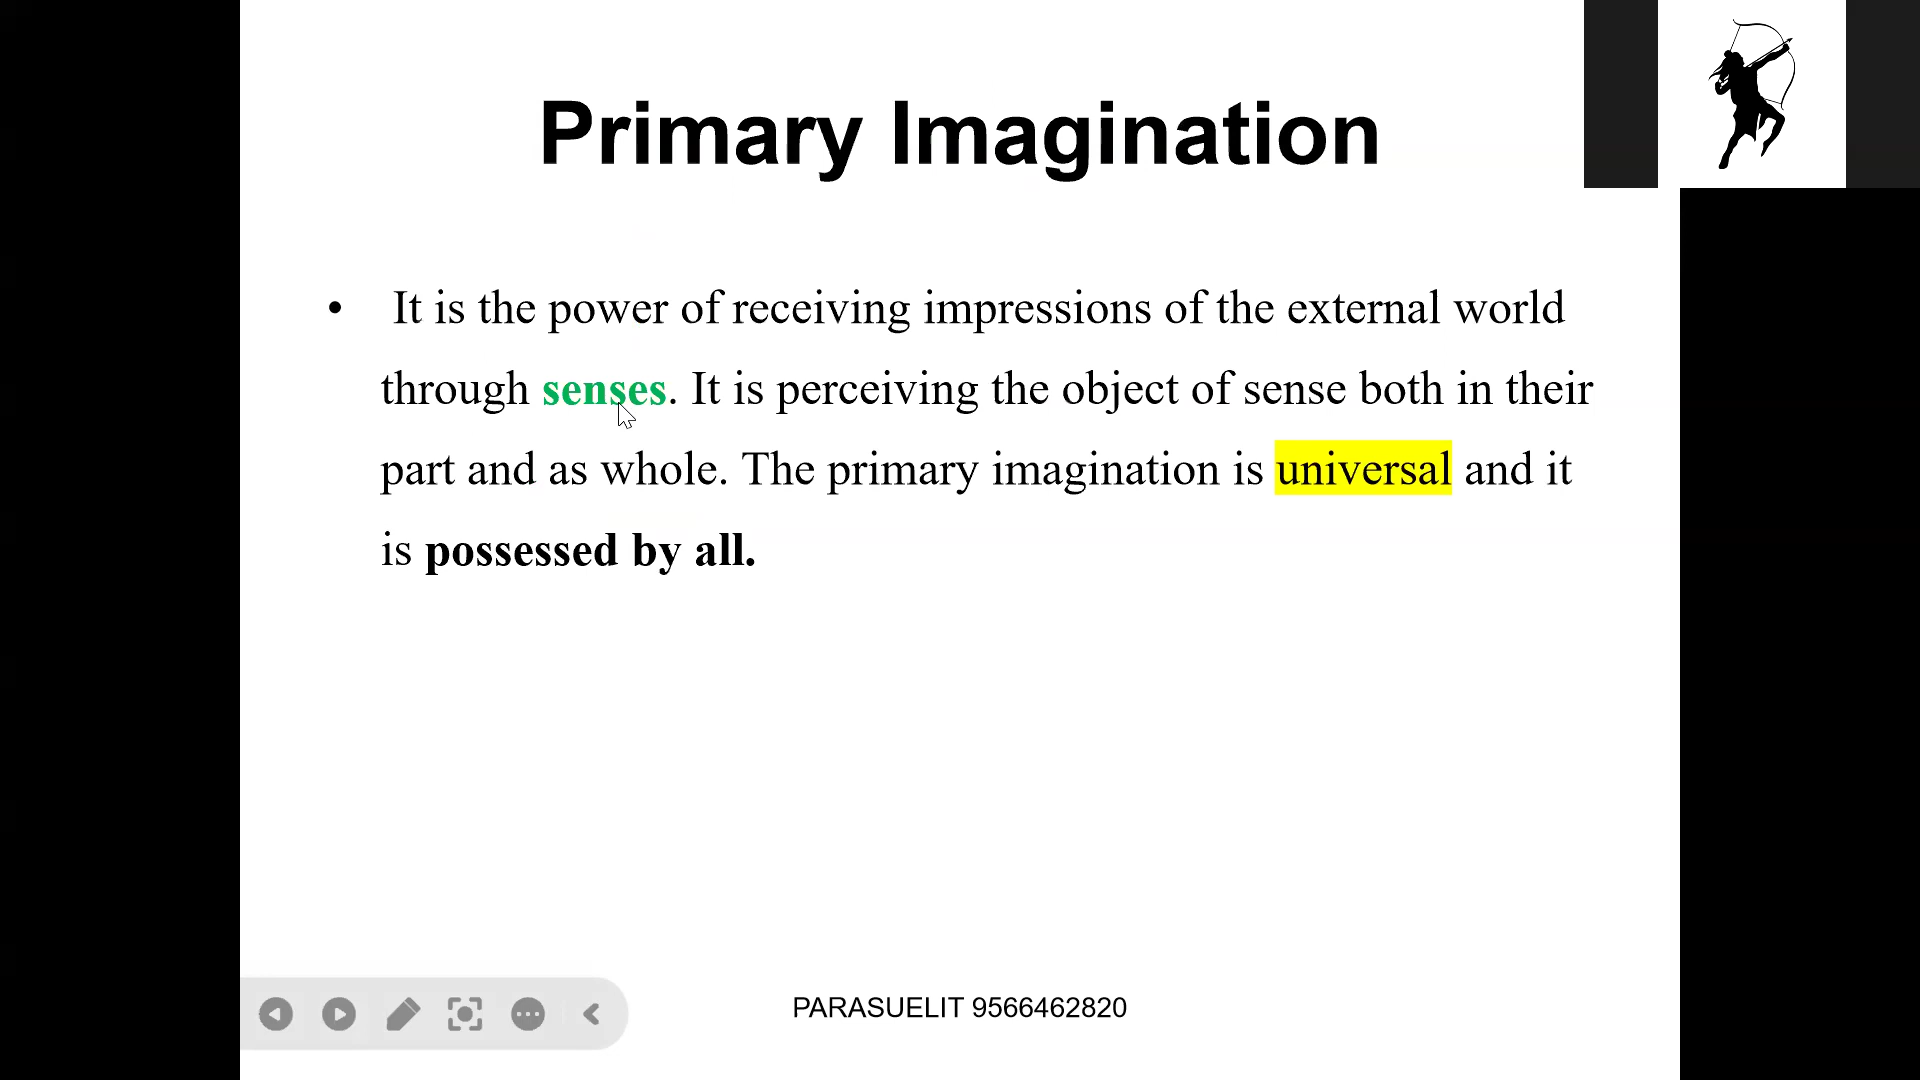 Primary Imagination
• It is the power of receiving impressions of the external world
through senses. It is perceiving the object of sense both in their
part and as whole. The primary imagination is universal and it
is possessed by all.
PARASUELIT 9566462820